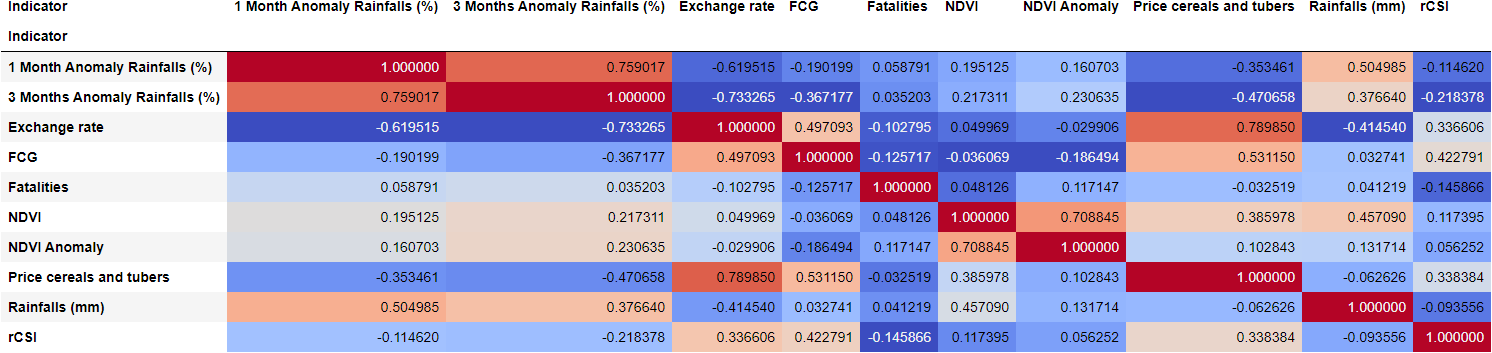 Indicator 1 Month Anomaly Rainfalls (%) 3 Months Anomaly Rainfalls (%) Exchange rate FCG Fatalities NDVI NDVI Anomaly Price cereals and tubers Rainfalls (mm) rCSI
Indicator
1 Month Anomaly Rainfalls (%) 1.000000 0.759017 -0.619515 -0.190199 0.058791 0.195125 0.160703 -0.353461 0.504985 -0.114620
3 Months Anomaly Rainfalls (%) 0.759017 1.000000 -0.733265 -0.367177 0.035203 0.217311 0.230635 -0.470658 0.376640 -0.218378
Exchange rate -0.619515 -0.733265 1.000000 0.497093 -0.102795 0.049969 -0.029906 0.789850 -0.414540 0.336606
FCG -0.190199 -0.367177 0.497093 1.000000 -0.125717 -0.036069 -0.186494 0.531150 0.032741 0.422791
Fatalities 0.058791 0.035203 -0.102795 -0.125717 1.000000 0.048126 0.117147 -0.032519 0.041219 -0.145866
NDVI 0.195125 0.217311 0.049969 -0.036069 0.048126 1.000000 0.708845 0.385978 0.457090 0.117395
NDVI Anomaly 0.160703 0.230635 -0.029906 -0.186494 0.117147 0.708845 1.000000 0.102843 0.131714 0.056252
Price cereals and tubers -0.353461 -0.470658 0.789850 0.531150 -0.032519 0.385978 0.102843 1.000000 -0.062626 0.338384
Rainfalls (mm) 0.504985 0.376640 -0.414540 0.032741 0.041219 0.457090 0.131714 -0.062626 1.000000 -0.093556
rCSI -0.114620 -0.218378 0.336606 0.422791 -0.145866 0.117395 0.056252 0.338384 -0.093556 1.000000